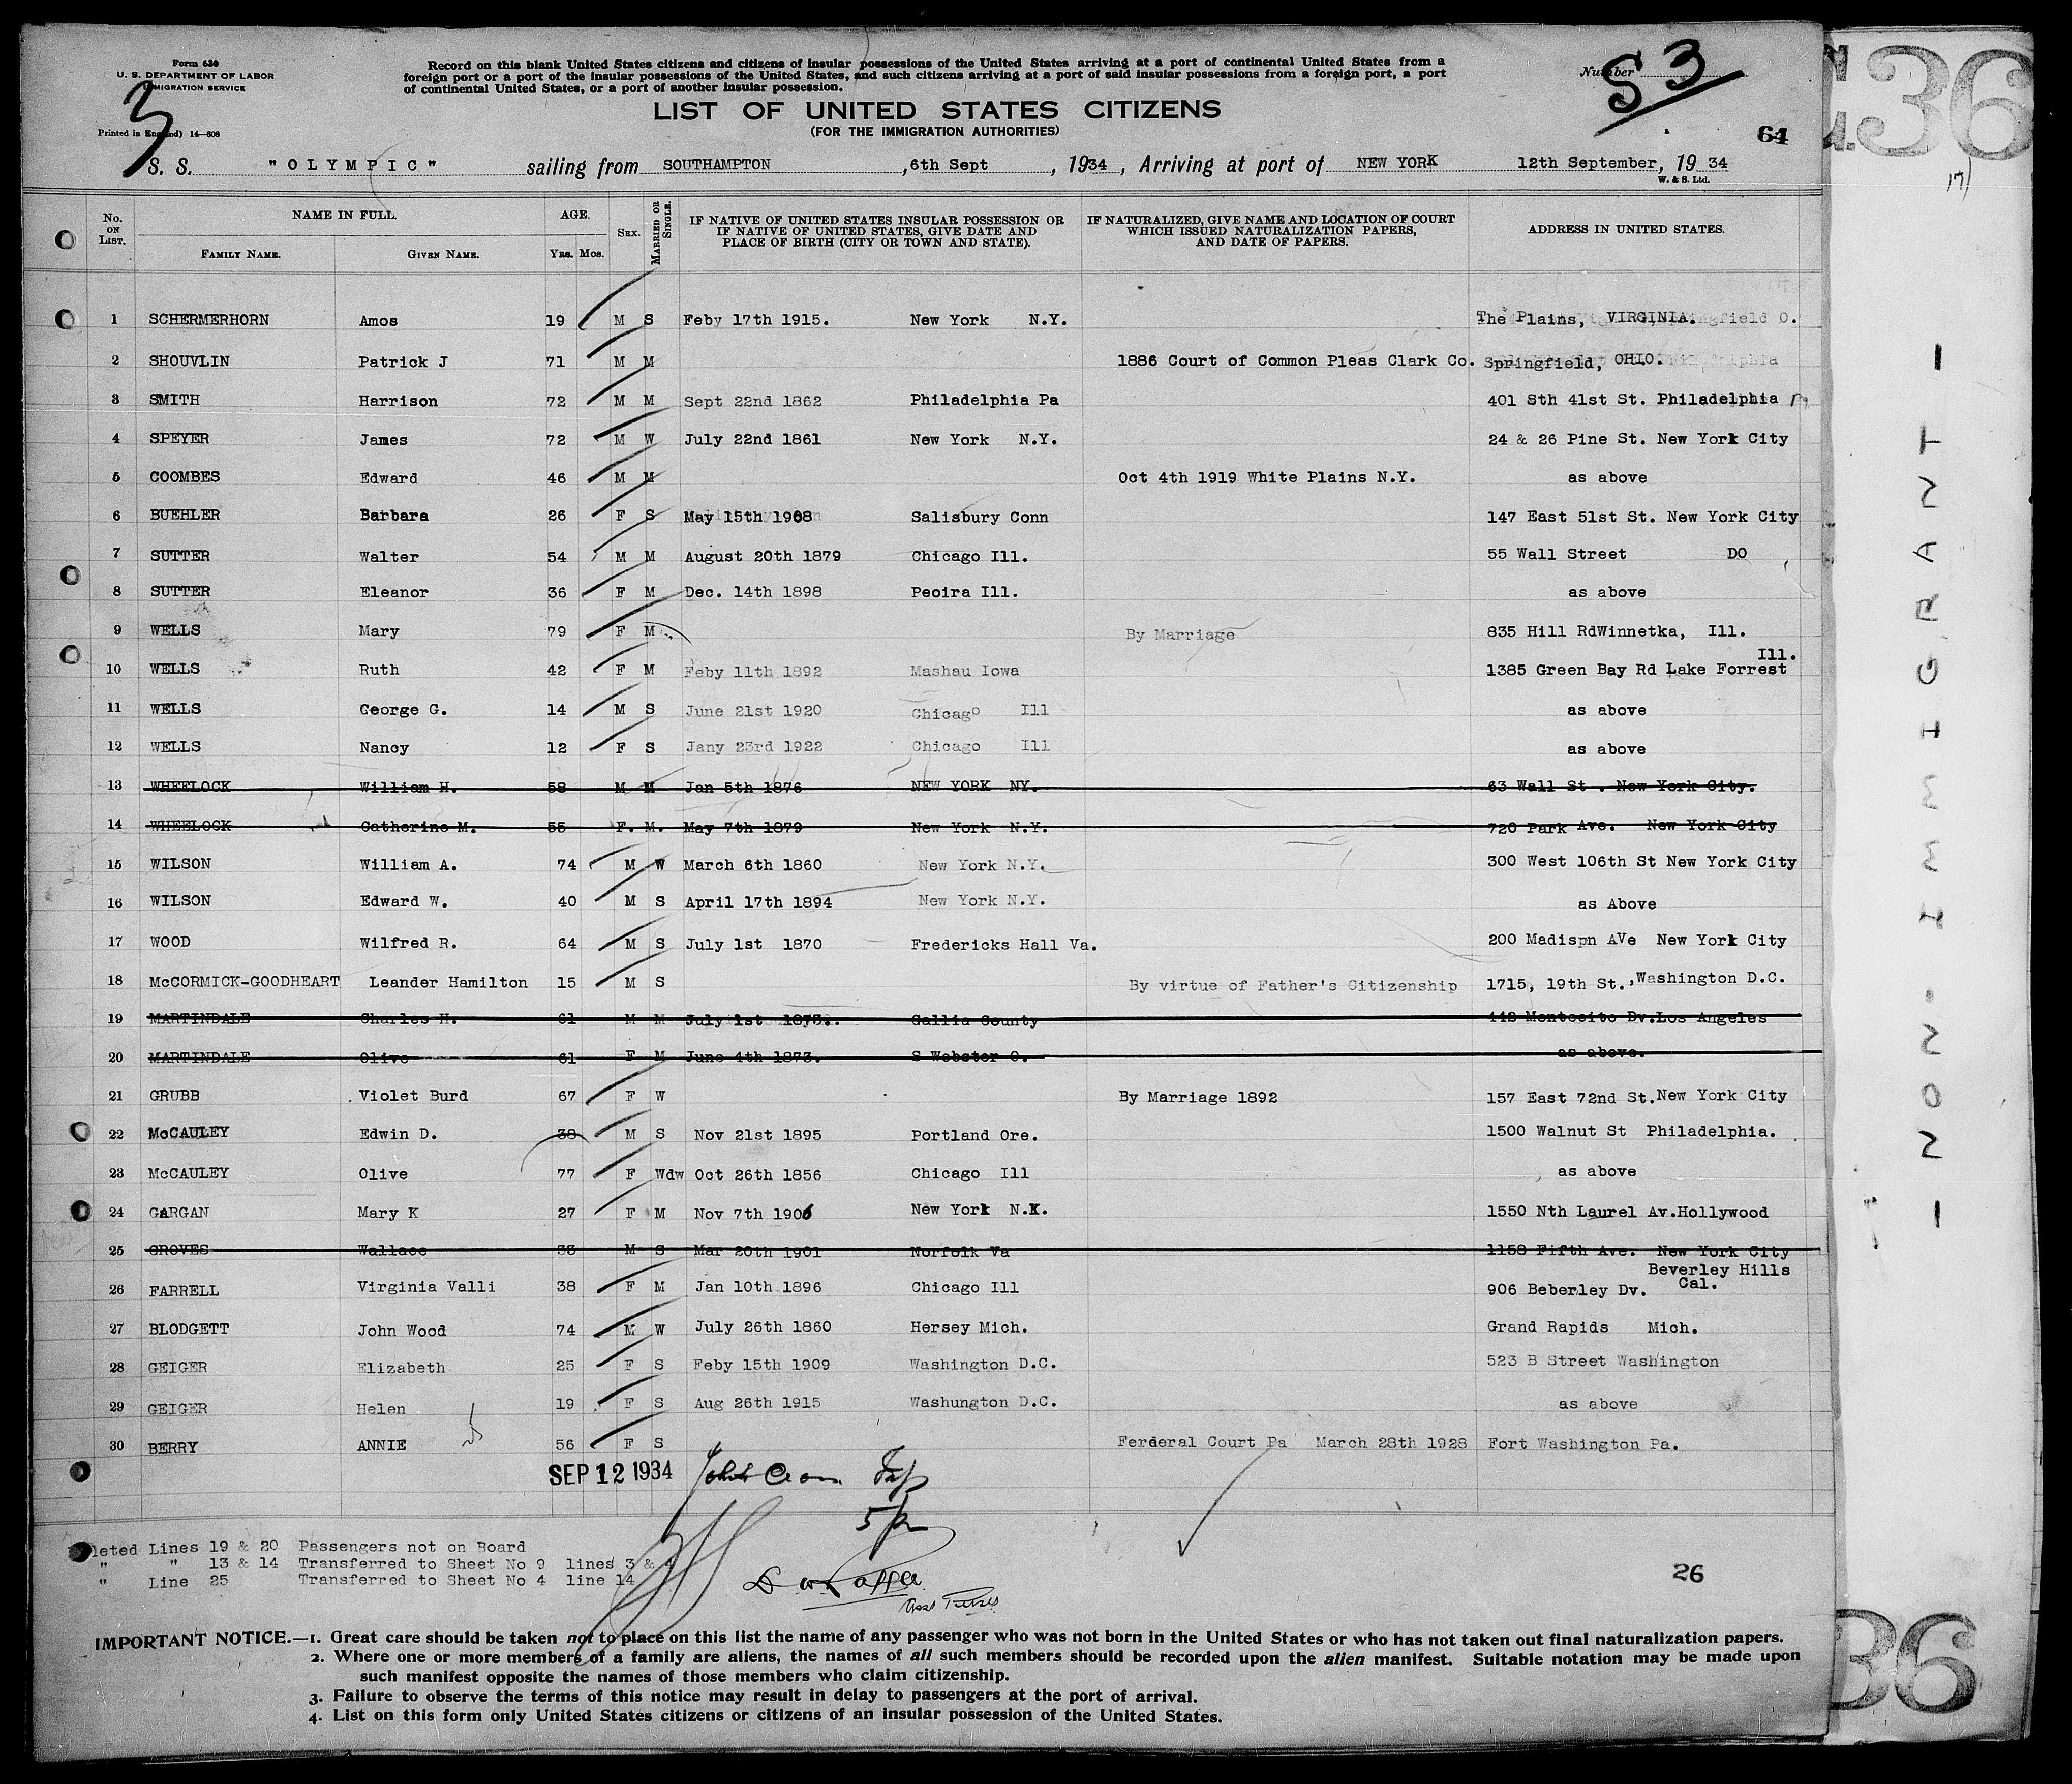 Form 630
U. S. DEPARTMENT OF LABOR
IMMIGRATION SERVICE
Printed in England) 14—608
3
Record on this blank United States citizens and citizens of insular possessions of the United States arriving at a port of continental United States from a
foreign port or a port of the insular possessions of the United States, and such citizens arriving at a port of said insular possessions from a foreign port, a port
of continental United States, or a port of another insular possession.
LIST OF UNITED STATES CITIZENS
(FOR THE IMMIGRATION AUTHORITIES)
Number S 3
64
S. S. "OLYMPIC" sailing from SOUTHAMPTON ,6th Sept , 1934 , Arriving at port of NEW YORK 12th September, 19 34
W. & S. Ltd.
No. ON LIST. NAME IN FULL. FAMILY NAME. GIVEN NAME. AGE. YRS. MOS. SEX. MARRIED OR SINGLE. IF NATIVE OF UNITED STATES INSULAR POSSESSION OR IF NATIVE OF UNITED STATES, GIVE DATE AND PLACE OF BIRTH (CITY OR TOWN AND STATE). IF NATURALIZED, GIVE NAME AND LOCATION OF COURT WHICH ISSUED NATURALIZATION PAPERS, AND DATE OF PAPERS. ADDRESS IN UNITED STATES.
1 SCHERMERHORN Amos 19 M S Feby 17th 1915. New York N.Y. The Plains, VIRGINIA.
2 SHOUVLIN Patrick J 71 M M 1886 Court of Common Pleas Clark Co. Springfield, OHIO.
3 SMITH Harrison 72 M M Sept 22nd 1862 Philadelphia Pa 401 Sth 41st St. Philadelphia
4 SPEYER James 72 M W July 22nd 1861 New York N.Y. 24 & 26 Pine St. New York City
5 COOMBES Edward 46 M M Oct 4th 1919 White Plains N.Y. as above
6 BUEHLER Barbara 26 F S May 15th 1908 Salisbury Conn 147 East 51st St. New York City
7 SUTTER Walter 54 M M August 20th 1879 Chicago Ill. 55 Wall Street DO
8 SUTTER Eleanor 36 F M Dec. 14th 1898 Peoira Ill. as above
9 WELLS Mary 79 F M By Marriage 835 Hill RdWinnetka, Ill.
10 WELLS Ruth 42 F M Feby 11th 1892 Mashau Iowa 1385 Green Bay Rd Lake Forrest Ill.
11 WELLS George G. 14 M S June 21st 1920 Chicago Ill as above
12 WELLS Nancy 12 F S Jany 23rd 1922 Chicago Ill as above
13 WHEELOCK William H. 58 M M Jan 5th 1876 NEW YORK NY. 63 Wall St . New York City.
14 WHEELOCK Catherine M. 55 F. M. May 7th 1879 New York N.Y. 720 Park Ave. New York City
15 WILSON William A. 74 M W March 6th 1860 New York N.Y. 300 West 106th St New York City
16 WILSON Edward W. 40 M S April 17th 1894 New York N.Y. as Above
17 WOOD Wilfred R. 64 M S July 1st 1870 Fredericks Hall Va. 200 Madispn AVe New York City
18 McCORMICK-GOODHEART Leander Hamilton 15 M S By virtue of Father's Citizenship 1715, 19th St.,Washington D.C.
19 MARTINDALE Charles H. 61 M M July 1st 1873. Gallia County 442 Montecito Dv.Los Angeles
20 MARTINDALE Olive 61 F M June 4th 1873. S Webster O. as above.
21 GRUBB Violet Burd 67 F W By Marriage 1892 157 East 72nd St.New York City
22 McCAULEY Edwin D. 38 M S Nov 21st 1895 Portland Ore. 1500 Walnut St Philadelphia.
23 McCAULEY Olive 77 F Wdw Oct 26th 1856 Chicago Ill as above
24 GARGAN Mary K 27 F M Nov 7th 1906 New York N.Y. 1550 Nth Laurel Av.Hollywood
25 GROVES Wallace 33 M S Mar 20th 1901 Norfolk Va 1158 Fifth Ave. New York City
26 FARRELL Virginia Valli 38 F M Jan 10th 1896 Chicago Ill 906 Beberley Dv. Beverley Hills Cal.
27 BLODGETT John Wood 74 M W July 26th 1860 Hersey Mich. Grand Rapids Mich.
28 GEIGER Elizabeth 25 F S Feby 15th 1909 Washington D.C. 523 B Street Washington
29 GEIGER Helen 19 F S Aug 26th 1915 Washungton D.C. as above
30 BERRY ANNIE 56 F S Ferderal Court Pa March 28th 1928 Fort Washington Pa.
SEP 12 1934
leted Lines 19 & 20 Passengers not on Board
" " 13 & 14 Transferred to Sheet No 9 lines 3 & 4
" Line 25 Transferred to Sheet No 4 line 14
26
IMPORTANT NOTICE.—1. Great care should be taken not to place on this list the name of any passenger who was not born in the United States or who has not taken out final naturalization papers.
2. Where one or more members of a family are aliens, the names of all such members should be recorded upon the alien manifest. Suitable notation may be made upon
such manifest opposite the names of those members who claim citizenship.
3. Failure to observe the terms of this notice may result in delay to passengers at the port of arrival.
4. List on this form only United States citizens or citizens of an insular possession of the United States.
36
- NON-IMMIGRANT -
36